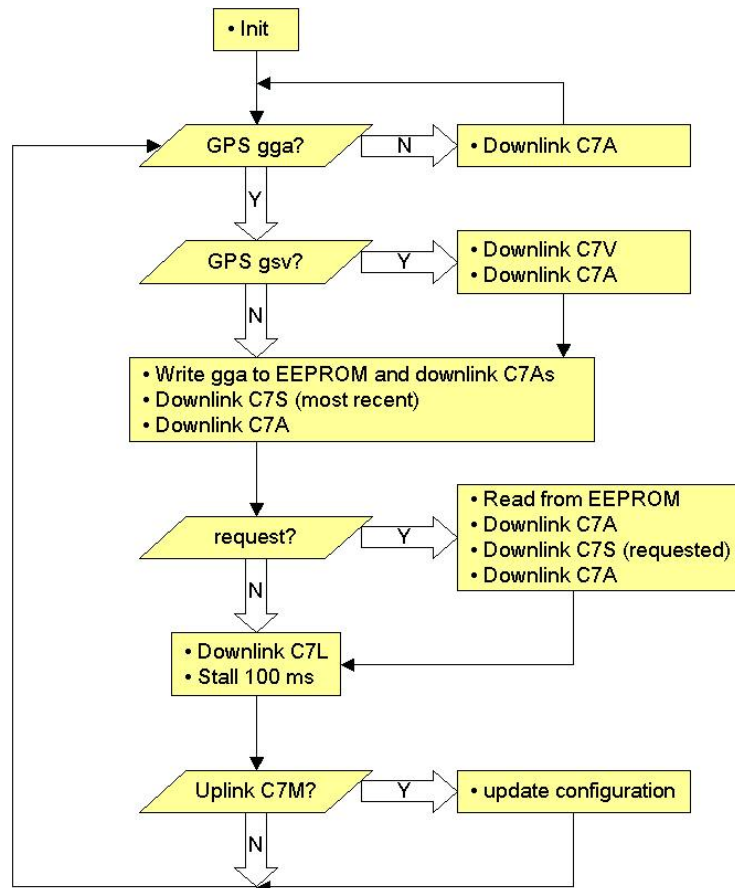 • Init
GPS gga?
N
• Downlink C7A
Y
GPS gsv?
Y
• Downlink C7V
• Downlink C7A
N
• Write gga to EEPROM and downlink C7As
• Downlink C7S (most recent)
• Downlink C7A
request?
Y
• Read from EEPROM
• Downlink C7A
• Downlink C7S (requested)
• Downlink C7A
N
• Downlink C7L
• Stall 100 ms
Uplink C7M?
Y
• update configuration
N